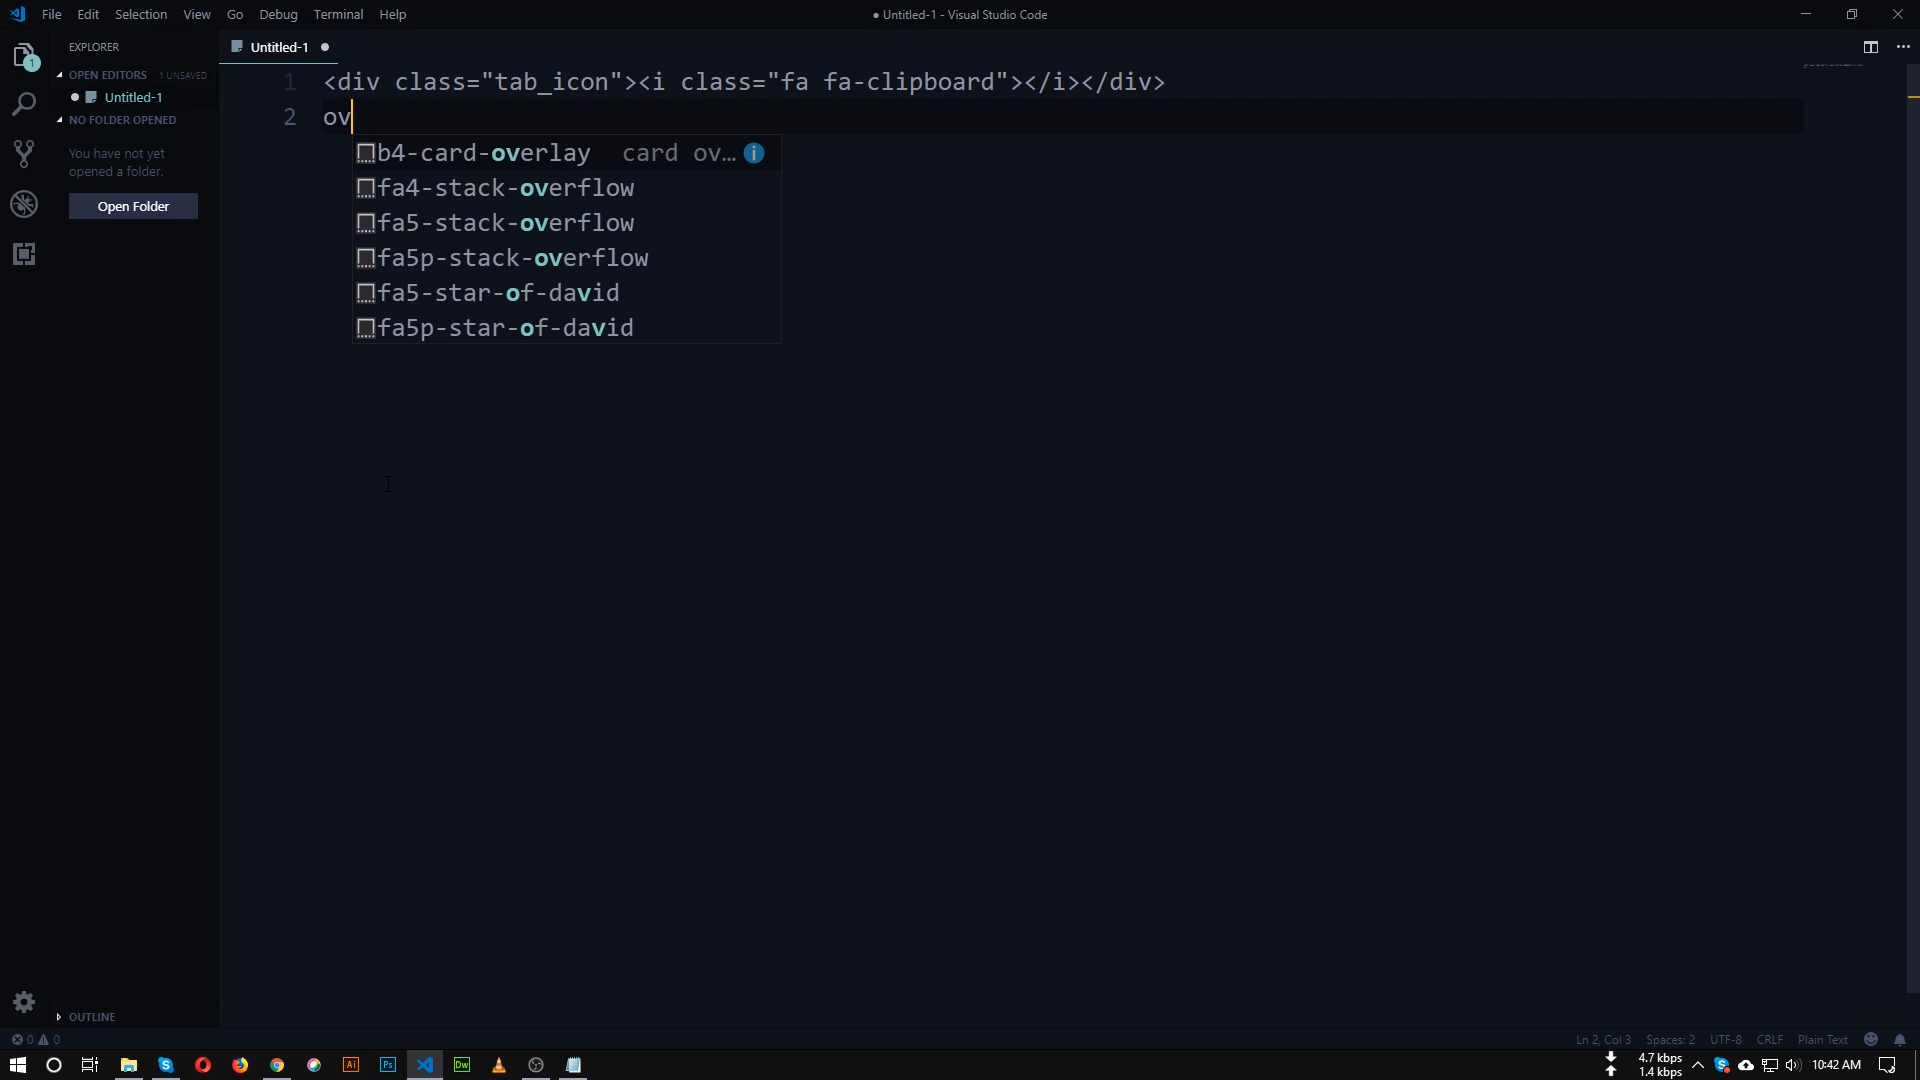 File Edit Selection View Go Debug Terminal Help
● Untitled-1 - Visual Studio Code
EXPLORER
Untitled-1
OPEN EDITORS 1 UNSAVED
Untitled-1
NO FOLDER OPENED
You have not yet
opened a folder.
Open Folder
1
1 <div class="tab_icon"><i class="fa fa-clipboard"></i></div>
2 ov
b4-card-overlay card ov...
fa4-stack-overflow
fa5-stack-overflow
fa5p-stack-overflow
fa5-star-of-david
fa5p-star-of-david
OUTLINE
0 0
Ln 2, Col 3 Spaces: 2 UTF-8 CRLF Plain Text
Ai Ps Dw
4.7 kbps
1.4 kbps
10:42 AM